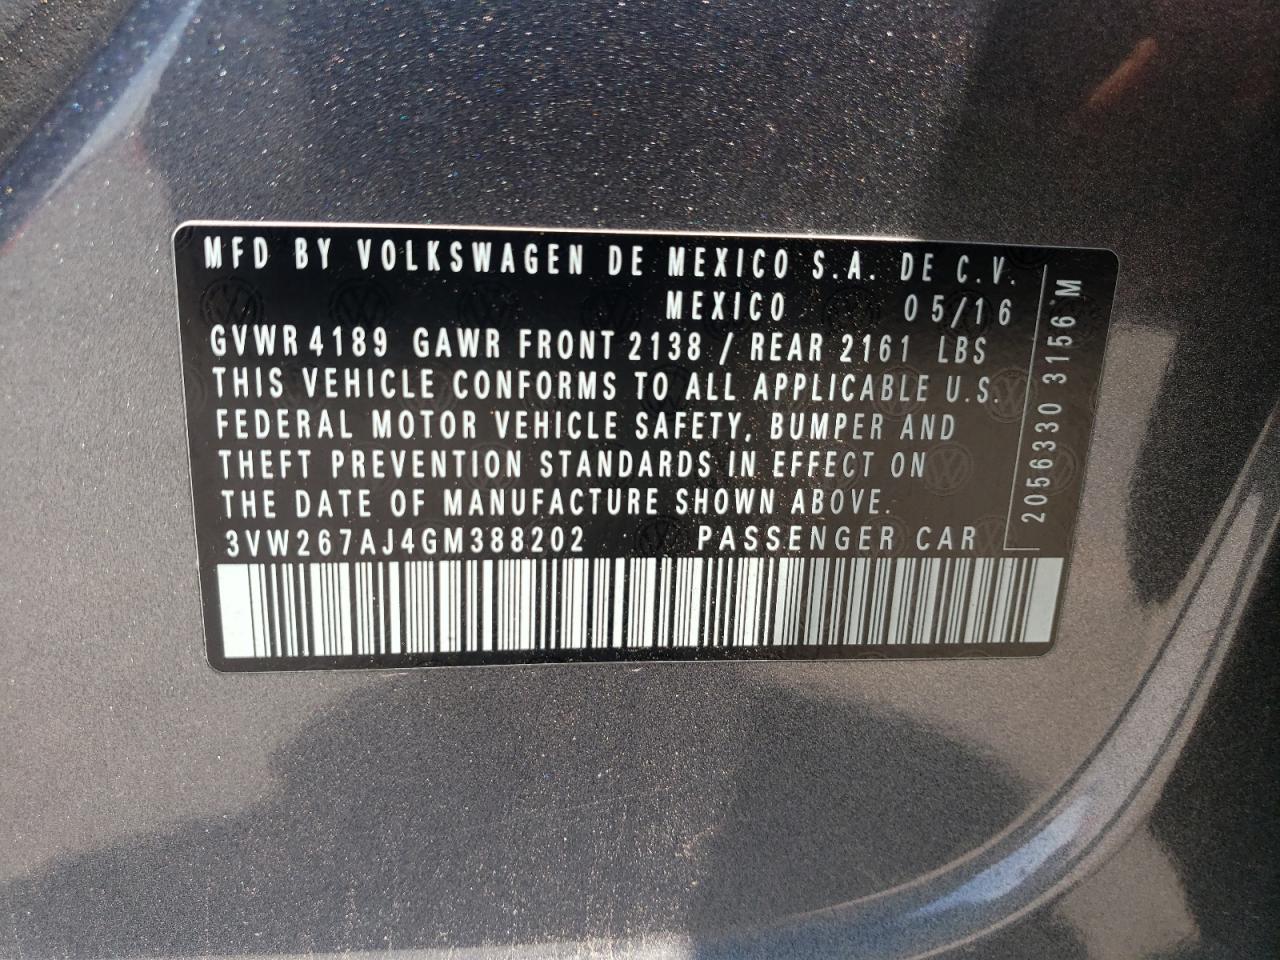 MFD BY VOLKSWAGEN DE MEXICO S.A. DE C.V.
MEXICO 05/16
GVWR 4189 GAWR FRONT 2138 / REAR 2161 LBS
THIS VEHICLE CONFORMS TO ALL APPLICABLE U.S.
FEDERAL MOTOR VEHICLE SAFETY, BUMPER AND
THEFT PREVENTION STANDARDS IN EFFECT ON
THE DATE OF MANUFACTURE SHOWN ABOVE.
3VW267AJ4GM388202 PASSENGER CAR
2056330 3156 M